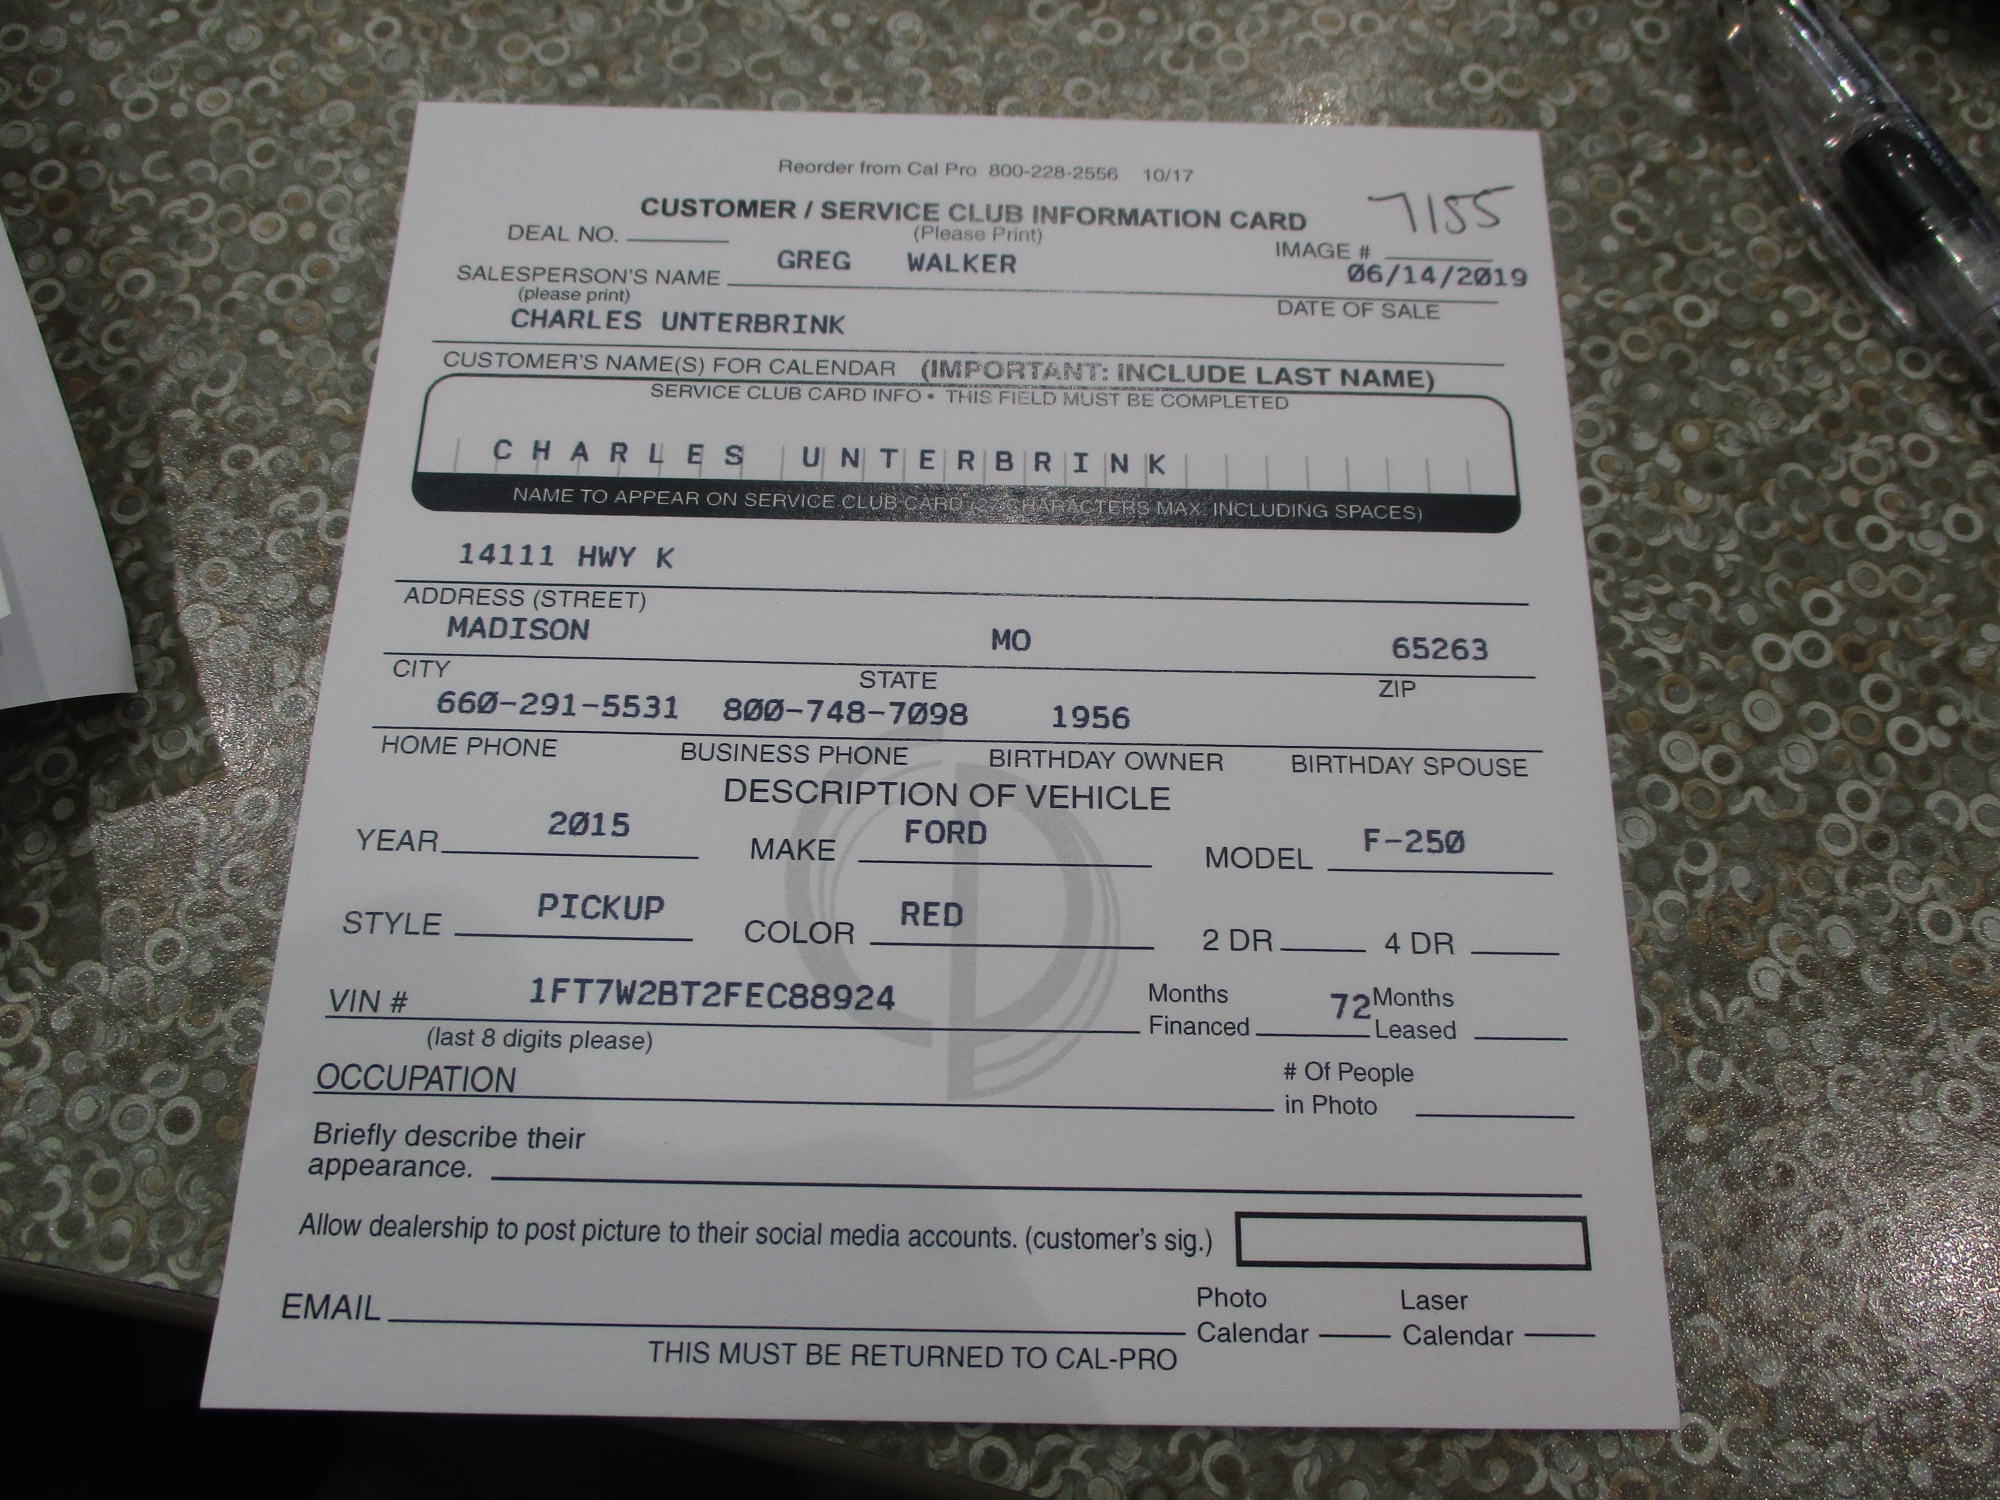 Reorder from Cal Pro 800-228-2556 10/17
CUSTOMER / SERVICE CLUB INFORMATION CARD 7155
DEAL NO. (Please Print) IMAGE #
SALESPERSON'S NAME GREG WALKER 06/14/2019
(please print) DATE OF SALE
CHARLES UNTERBRINK
CUSTOMER'S NAME(S) FOR CALENDAR (IMPORTANT: INCLUDE LAST NAME)
SERVICE CLUB CARD INFO • THIS FIELD MUST BE COMPLETED
CHARLES UNTERBRINK
NAME TO APPEAR ON SERVICE CLUB CARD CHARACTERS MAX. INCLUDING SPACES)
14111 HWY K
ADDRESS (STREET)
MADISON MO 65263
CITY STATE ZIP
660-291-5531 800-748-7098 1956
HOME PHONE BUSINESS PHONE BIRTHDAY OWNER BIRTHDAY SPOUSE
DESCRIPTION OF VEHICLE
YEAR 2015 MAKE FORD MODEL F-250
STYLE PICKUP COLOR RED 2 DR 4 DR
VIN # 1FT7W2BT2FEC88924 Months Financed 72 Months Leased
(last 8 digits please)
OCCUPATION # Of People in Photo
Briefly describe their
appearance.
Allow dealership to post picture to their social media accounts. (customer's sig.)
EMAIL Photo Calendar Laser Calendar
THIS MUST BE RETURNED TO CAL-PRO